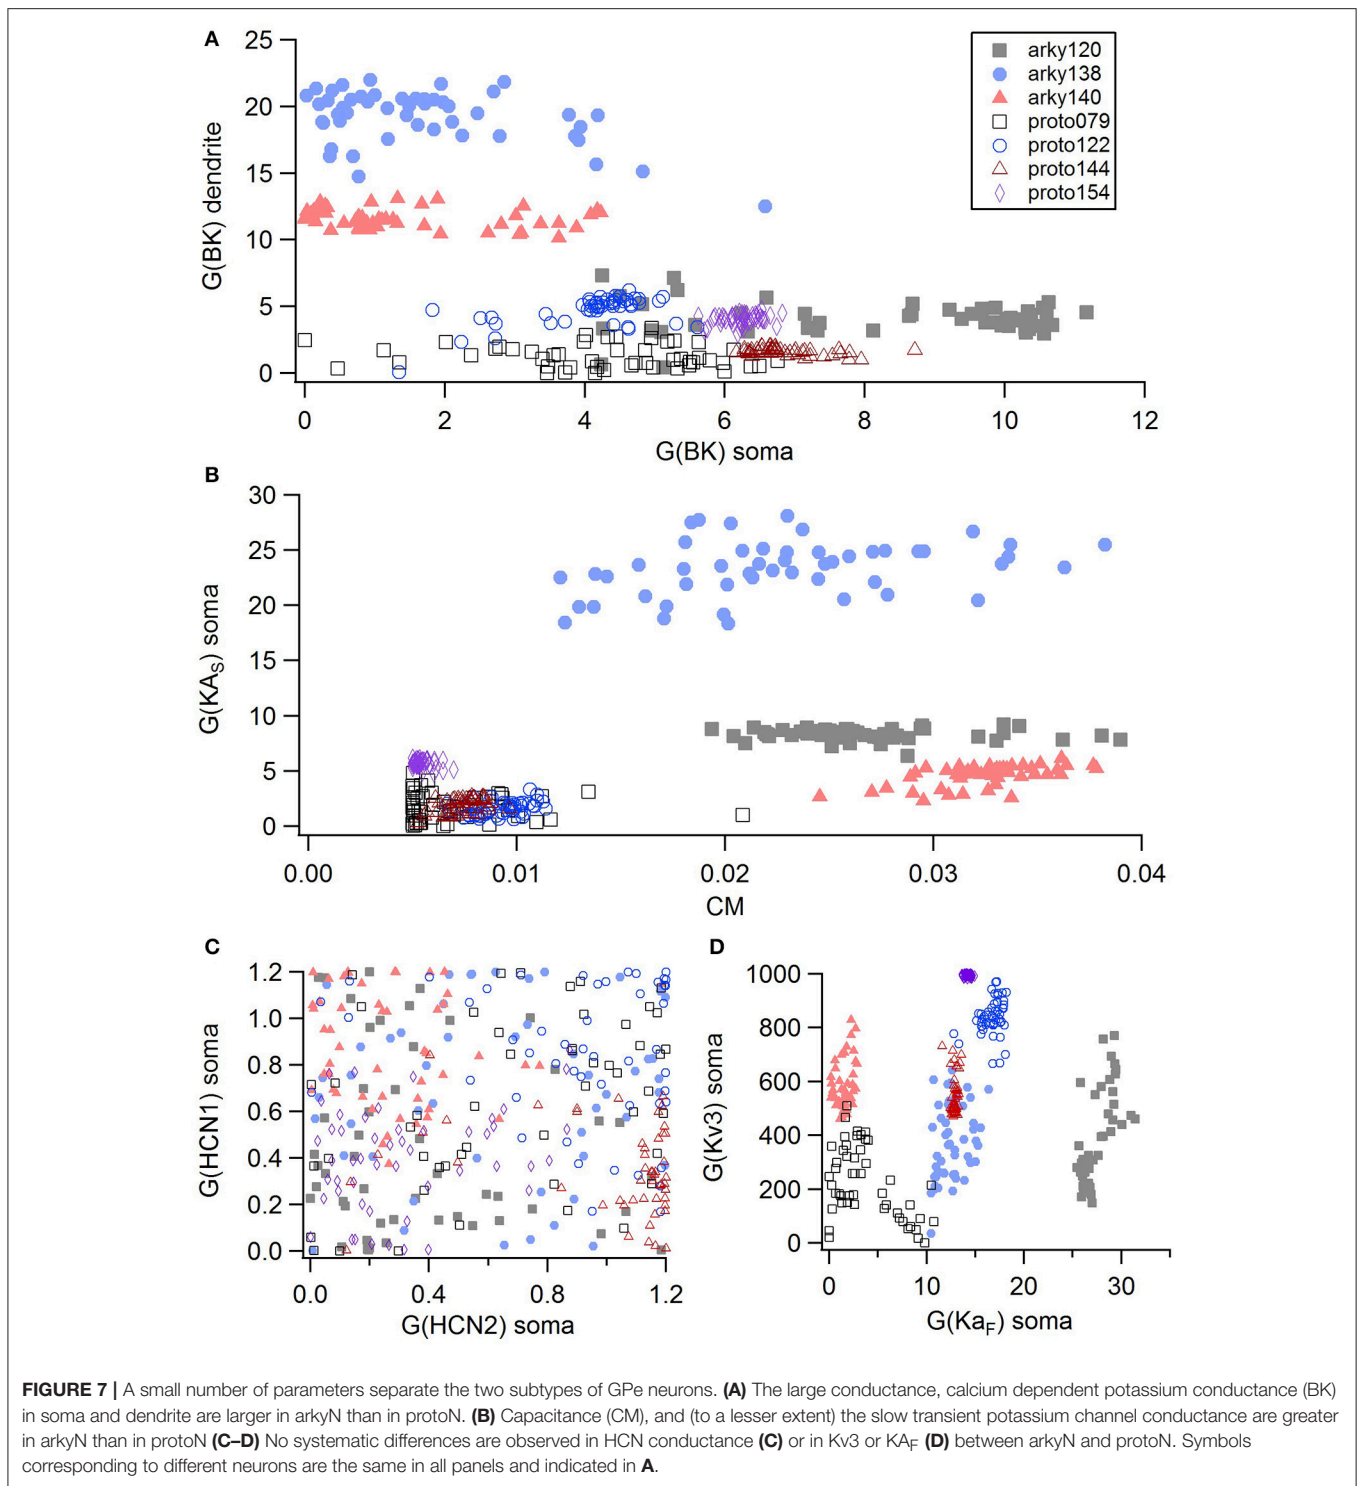 A
25
20
15
10
5
0
G(BK) dendrite
0 2 4 6 8 10 12
G(BK) soma
arky120
arky138
arky140
proto079
proto122
proto144
proto154
B
30
25
20
15
10
5
0
G(KAS) soma
0.00 0.01 0.02 0.03 0.04
CM
C
1.2
1.0
0.8
0.6
0.4
0.2
0.0
G(HCN1) soma
0.0 0.4 0.8 1.2
G(HCN2) soma
D
1000
800
600
400
200
0
G(Kv3) soma
0 10 20 30
G(KaF) soma
FIGURE 7 | A small number of parameters separate the two subtypes of GPe neurons. (A) The large conductance, calcium dependent potassium conductance (BK)
in soma and dendrite are larger in arkyN than in protoN. (B) Capacitance (CM), and (to a lesser extent) the slow transient potassium channel conductance are greater
in arkyN than in protoN (C–D) No systematic differences are observed in HCN conductance (C) or in Kv3 or KAF (D) between arkyN and protoN. Symbols
corresponding to different neurons are the same in all panels and indicated in A.